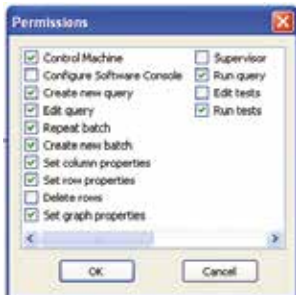 Permissions
Control Machine
Configure Software Console
Create new query
Edit query
Repeat batch
Create new batch
Set column properties
Set row properties
Delete rows
Set graph properties
Supervisor
Run query
Edit tests
Run tests
OK
Cancel